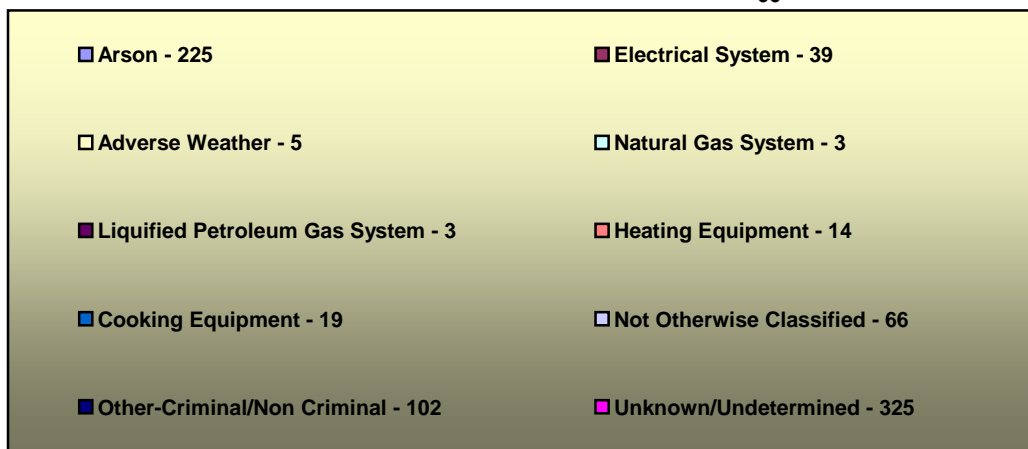 Arson - 225
Electrical System - 39
Adverse Weather - 5
Natural Gas System - 3
Liquified Petroleum Gas System - 3
Heating Equipment - 14
Cooking Equipment - 19
Not Otherwise Classified - 66
Other-Criminal/Non Criminal - 102
Unknown/Undetermined - 325